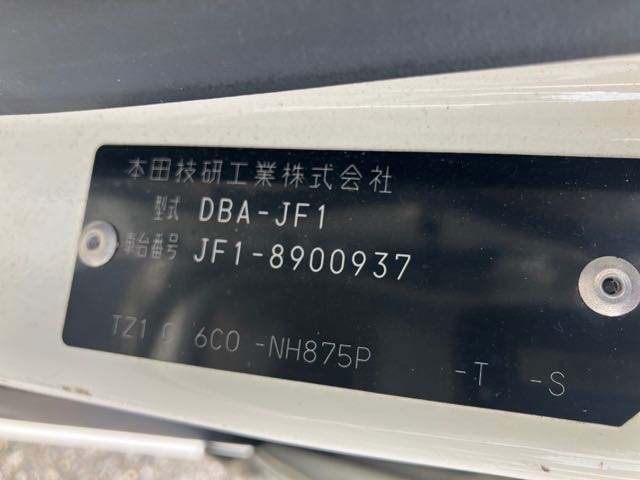 本田技研工業株式会社
型式 DBA-JF1
車台番号 JF1-8900937
TZ1 C 6C0 -NH875P -T -S